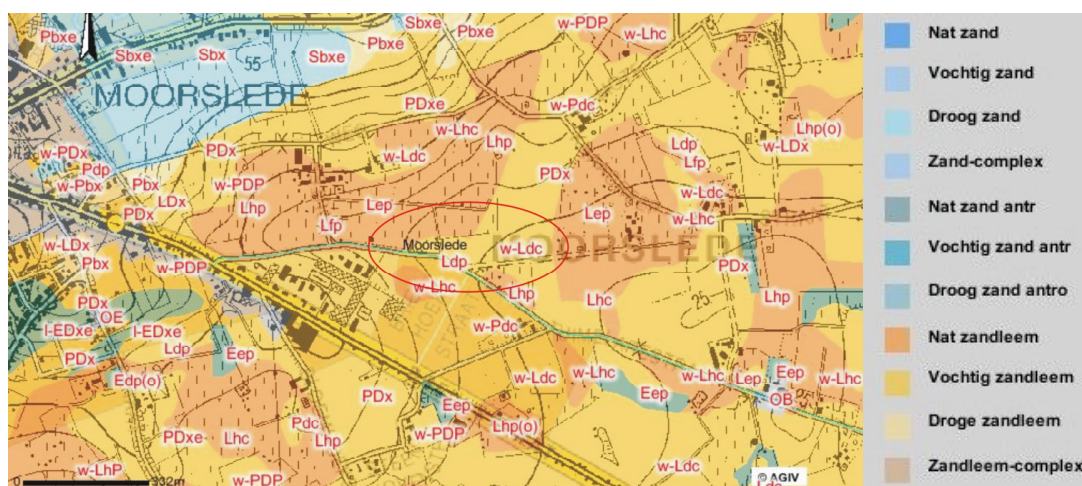 Pbxe
Sbxe
Sbx
Sbxe
Pbxe
Sbxe
Pbxe
w-PDP
w-Lhc
55
MOORSLEDE
PDxe
w-Pdc
w-Lhc
Lhp
Lhp(o)
w-LDx
w-PDx
Pdp
w-Pbx
PDx
w-Ldc
Ldp
Lfp
PDx
Pbx
LDx
w-PDP
Lep
w-Ldc
PDx
Lhp
Lfp
Lep
w-Lhc
w-LDx
Pbx
w-PDP
Moorslede
Ldp
w-Ldc
MOORSLEDE
PDx
w-Lhc
Lhp
Lhc
25
Lhp
PDx
OE
l-EDxe
l-EDxe
Ldp
PDx
Eep
w-Pdc
Edp(o)
PDx
Eep
w-Ldc
w-Lhc
Eep
w-Lhc
Lep
Eep
w-Lhc
OB
Pdc
PDxe
Lhc
Lhp
w-PDP
Lhp(o)
w-LhP
w-PDP
w-Ldc
Ldc
0
332m
© AGIV
Nat zand
Vochtig zand
Droog zand
Zand-complex
Nat zand antr
Vochtig zand antr
Droog zand antro
Nat zandleem
Vochtig zandleem
Droge zandleem
Zandleem-complex